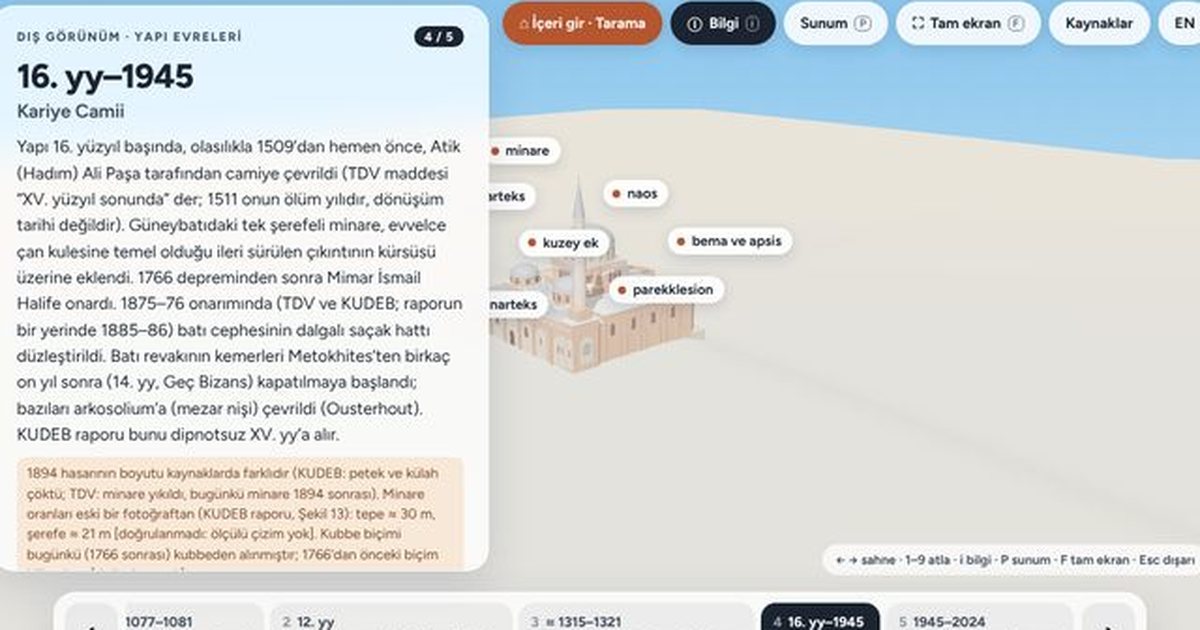 DIŞ GÖRÜNÜM · YAPI EVRELERİ
4 / 5
16. yy–1945
Kariye Camii
Yapı 16. yüzyıl başında, olasılıkla 1509'dan hemen önce, Atik
(Hadım) Ali Paşa tarafından camiye çevrildi (TDV maddesi
"XV. yüzyıl sonunda" der; 1511 onun ölüm yılıdır, dönüşüm
tarihi değildir). Güneybatıdaki tek şerefeli minare, evvelce
çan kulesine temel olduğu ileri sürülen çıkıntının kürsüsü
üzerine eklendi. 1766 depreminden sonra Mimar İsmail
Halife onardı. 1875–76 onarımında (TDV ve KUDEB; raporun
bir yerinde 1885–86) batı cephesinin dalgalı saçak hattı
düzleştirildi. Batı revakının kemerleri Metokhites'ten birkaç
on yıl sonra (14. yy, Geç Bizans) kapatılmaya başlandı;
bazıları arkosolium'a (mezar nişi) çevrildi (Ousterhout).
KUDEB raporu bunu dipnotsuz XV. yy'a alır.
1894 hasarının boyutu kaynaklarda farklıdır (KUDEB: petek ve külah
çöktü; TDV: minare yıkıldı, bugünkü minare 1894 sonrası). Minare
oranları eski bir fotoğraftan (KUDEB raporu, Şekil 13): tepe ≈ 30 m,
şerefe ≈ 21 m [doğrulanmadı: ölçülü çizim yok]. Kubbe biçimi
bugünkü (1766 sonrası) kubbeden alınmıştır; 1766'dan önceki biçim
⌂ İçeri gir · Tarama
Bilgi i
Sunum P
Tam ekran F
Kaynaklar
EN
minare
arteks
naos
kuzey ek
bema ve apsis
parekklesion
narteks
← → sahne · 1–9 atla · i bilgi · P sunum · F tam ekran · Esc dışarı
1077–1081
2 12. yy
3 ≈ 1315–1321
4 16. yy–1945
5 1945–2024